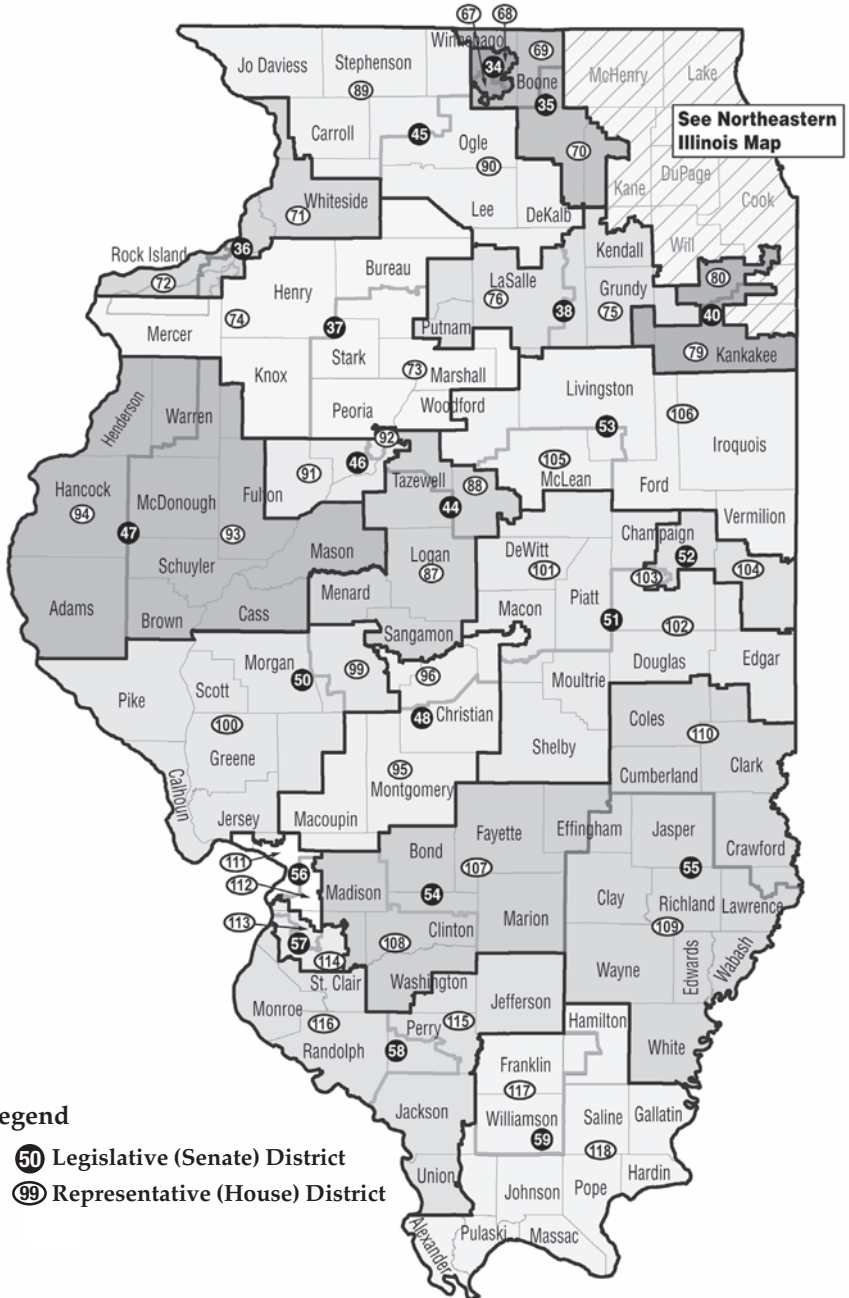 67 68
Winnebago
Jo Daviess
Stephenson
34
69
McHenry
Lake
89
Boone
35
See Northeastern
Illinois Map
Carroll
45
Ogle
90
70
DuPage
Kane
Cook
Whiteside
71
Lee
DeKalb
Rock Island
36
72
Bureau
Kendall
Will
LaSalle
76
80
Henry
Grundy
75
74
37
Putnam
38
40
Mercer
79
Kankakee
Stark
73
Marshall
Knox
Livingston
Peoria
Woodford
106
Henderson
Warren
53
92
Iroquois
91
46
105
McLean
Tazewell
88
Ford
Hancock
94
McDonough
Fulton
44
Vermilion
47
93
Champaign
52
Mason
Logan
87
DeWitt
101
103
104
Schuyler
Menard
Piatt
Adams
Brown
Cass
Macon
51
102
Sangamon
Morgan
50
99
96
Douglas
Edgar
Pike
Scott
Moultrie
100
48
Christian
Coles
110
Greene
Shelby
Clark
95
Montgomery
Cumberland
Calhoun
Jersey
Macoupin
Fayette
Effingham
Jasper
Bond
Crawford
111
56
107
55
112
Madison
54
Clay
Richland
Lawrence
113
Marion
109
57
108
Clinton
114
Wayne
Edwards
Wabash
St. Clair
Washington
Monroe
Jefferson
116
Perry
115
Hamilton
Randolph
58
White
Franklin
117
Jackson
Williamson
59
Saline
Gallatin
118
Union
Hardin
Johnson
Pope
Alexander
Pulaski
Massac
egend
50 Legislative (Senate) District
99 Representative (House) District